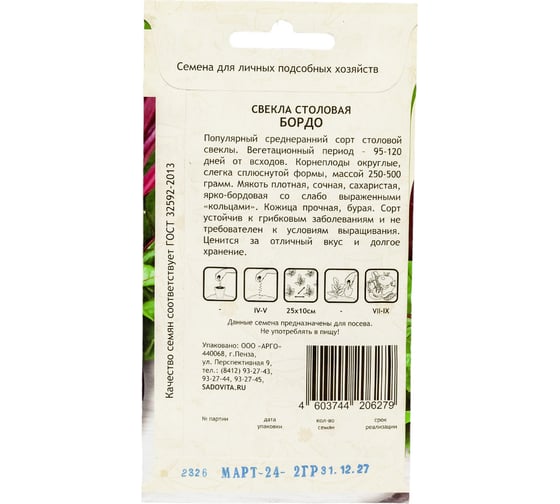 Семена для личных подсобных хозяйств
СВЕКЛА СТОЛОВАЯ
БОРДО
Популярный среднеранний сорт столовой
свеклы. Вегетационный период - 95-120
дней от всходов. Корнеплоды округлые,
слегка сплюснутой формы, массой 250-500
грамм. Мякоть плотная, сочная, сахаристая,
ярко-бордовая со слабо выраженными
«кольцами». Кожица прочная, бурая. Сорт
устойчив к грибковым заболеваниям и не
требователен к условиям выращивания.
Ценится за отличный вкус и долгое
хранение.
Качество семян соответствует ГОСТ 32592-2013
- IV-V 25x10см - VII-IX
Данные семена предназначены для посева.
Не употреблять в пищу!
Упаковано: ООО «АРГО»
440068, г.Пенза,
ул. Перспективная 9,
тел.: (8412) 93-27-43,
93-27-44, 93-27-45,
SADOVITA.RU
4 603744 206279
№ партии дата упаковки кол-во семян срок реализации
2326 МАРТ-24- 2ГР 31.12.27